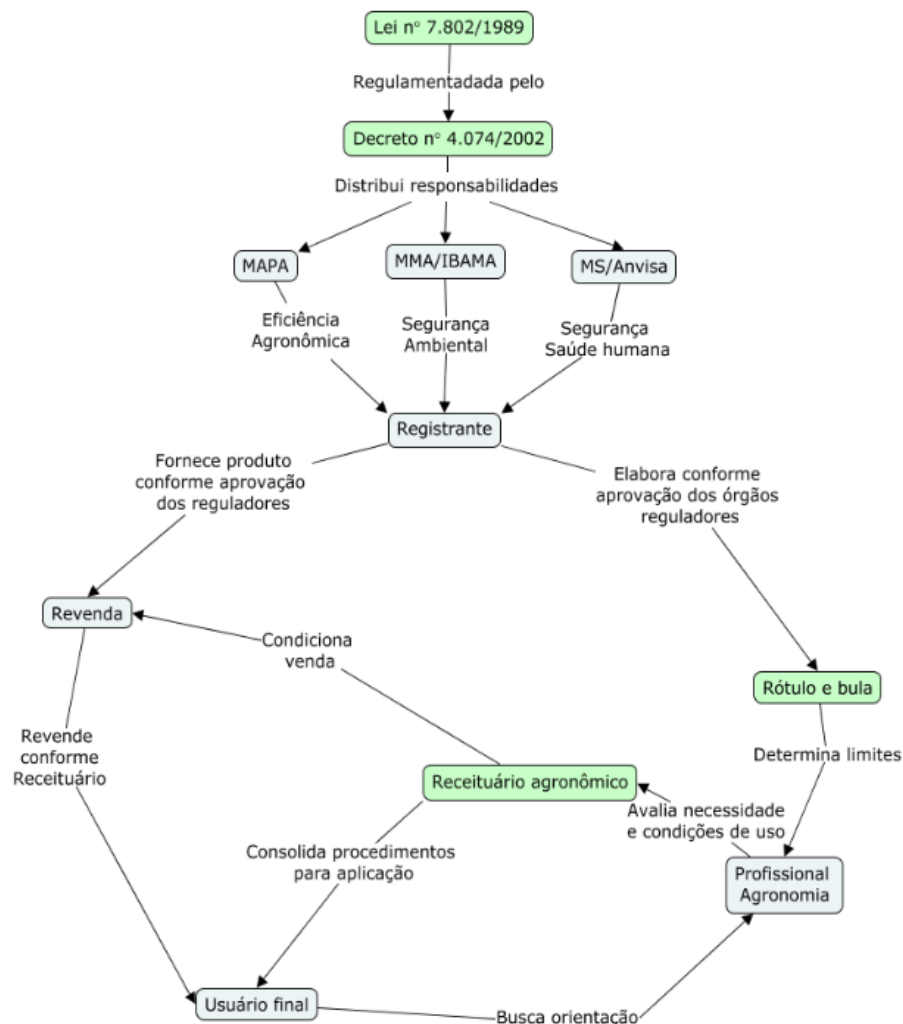 Lei n° 7.802/1989
Regulamentadada pelo
Decreto n° 4.074/2002
Distribui responsabilidades
MAPA
MMA/IBAMA
MS/Anvisa
Eficiência
Agronômica
Segurança
Ambiental
Segurança
Saúde humana
Registrante
Fornece produto
conforme aprovação
dos reguladores
Elabora conforme
aprovação dos órgãos
reguladores
Revenda
Condiciona
venda
Rótulo e bula
Revende
conforme
Receituário
Determina limites
Receituário agronômico
Avalia necessidade
e condições de uso
Consolida procedimentos
para aplicação
Profissional
Agronomia
Usuário final
Busca orientação